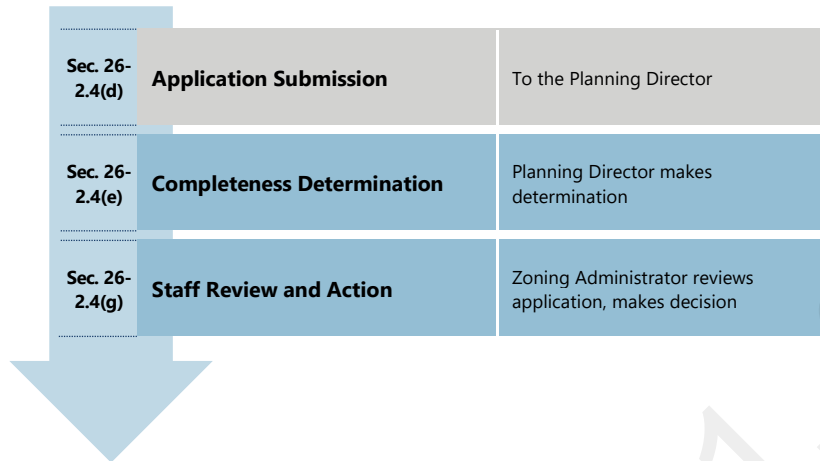 Sec. 26-
2.4(d)
Application Submission
To the Planning Director
Sec. 26-
2.4(e)
Completeness Determination
Planning Director makes
determination
Sec. 26-
2.4(g)
Staff Review and Action
Zoning Administrator reviews
application, makes decision